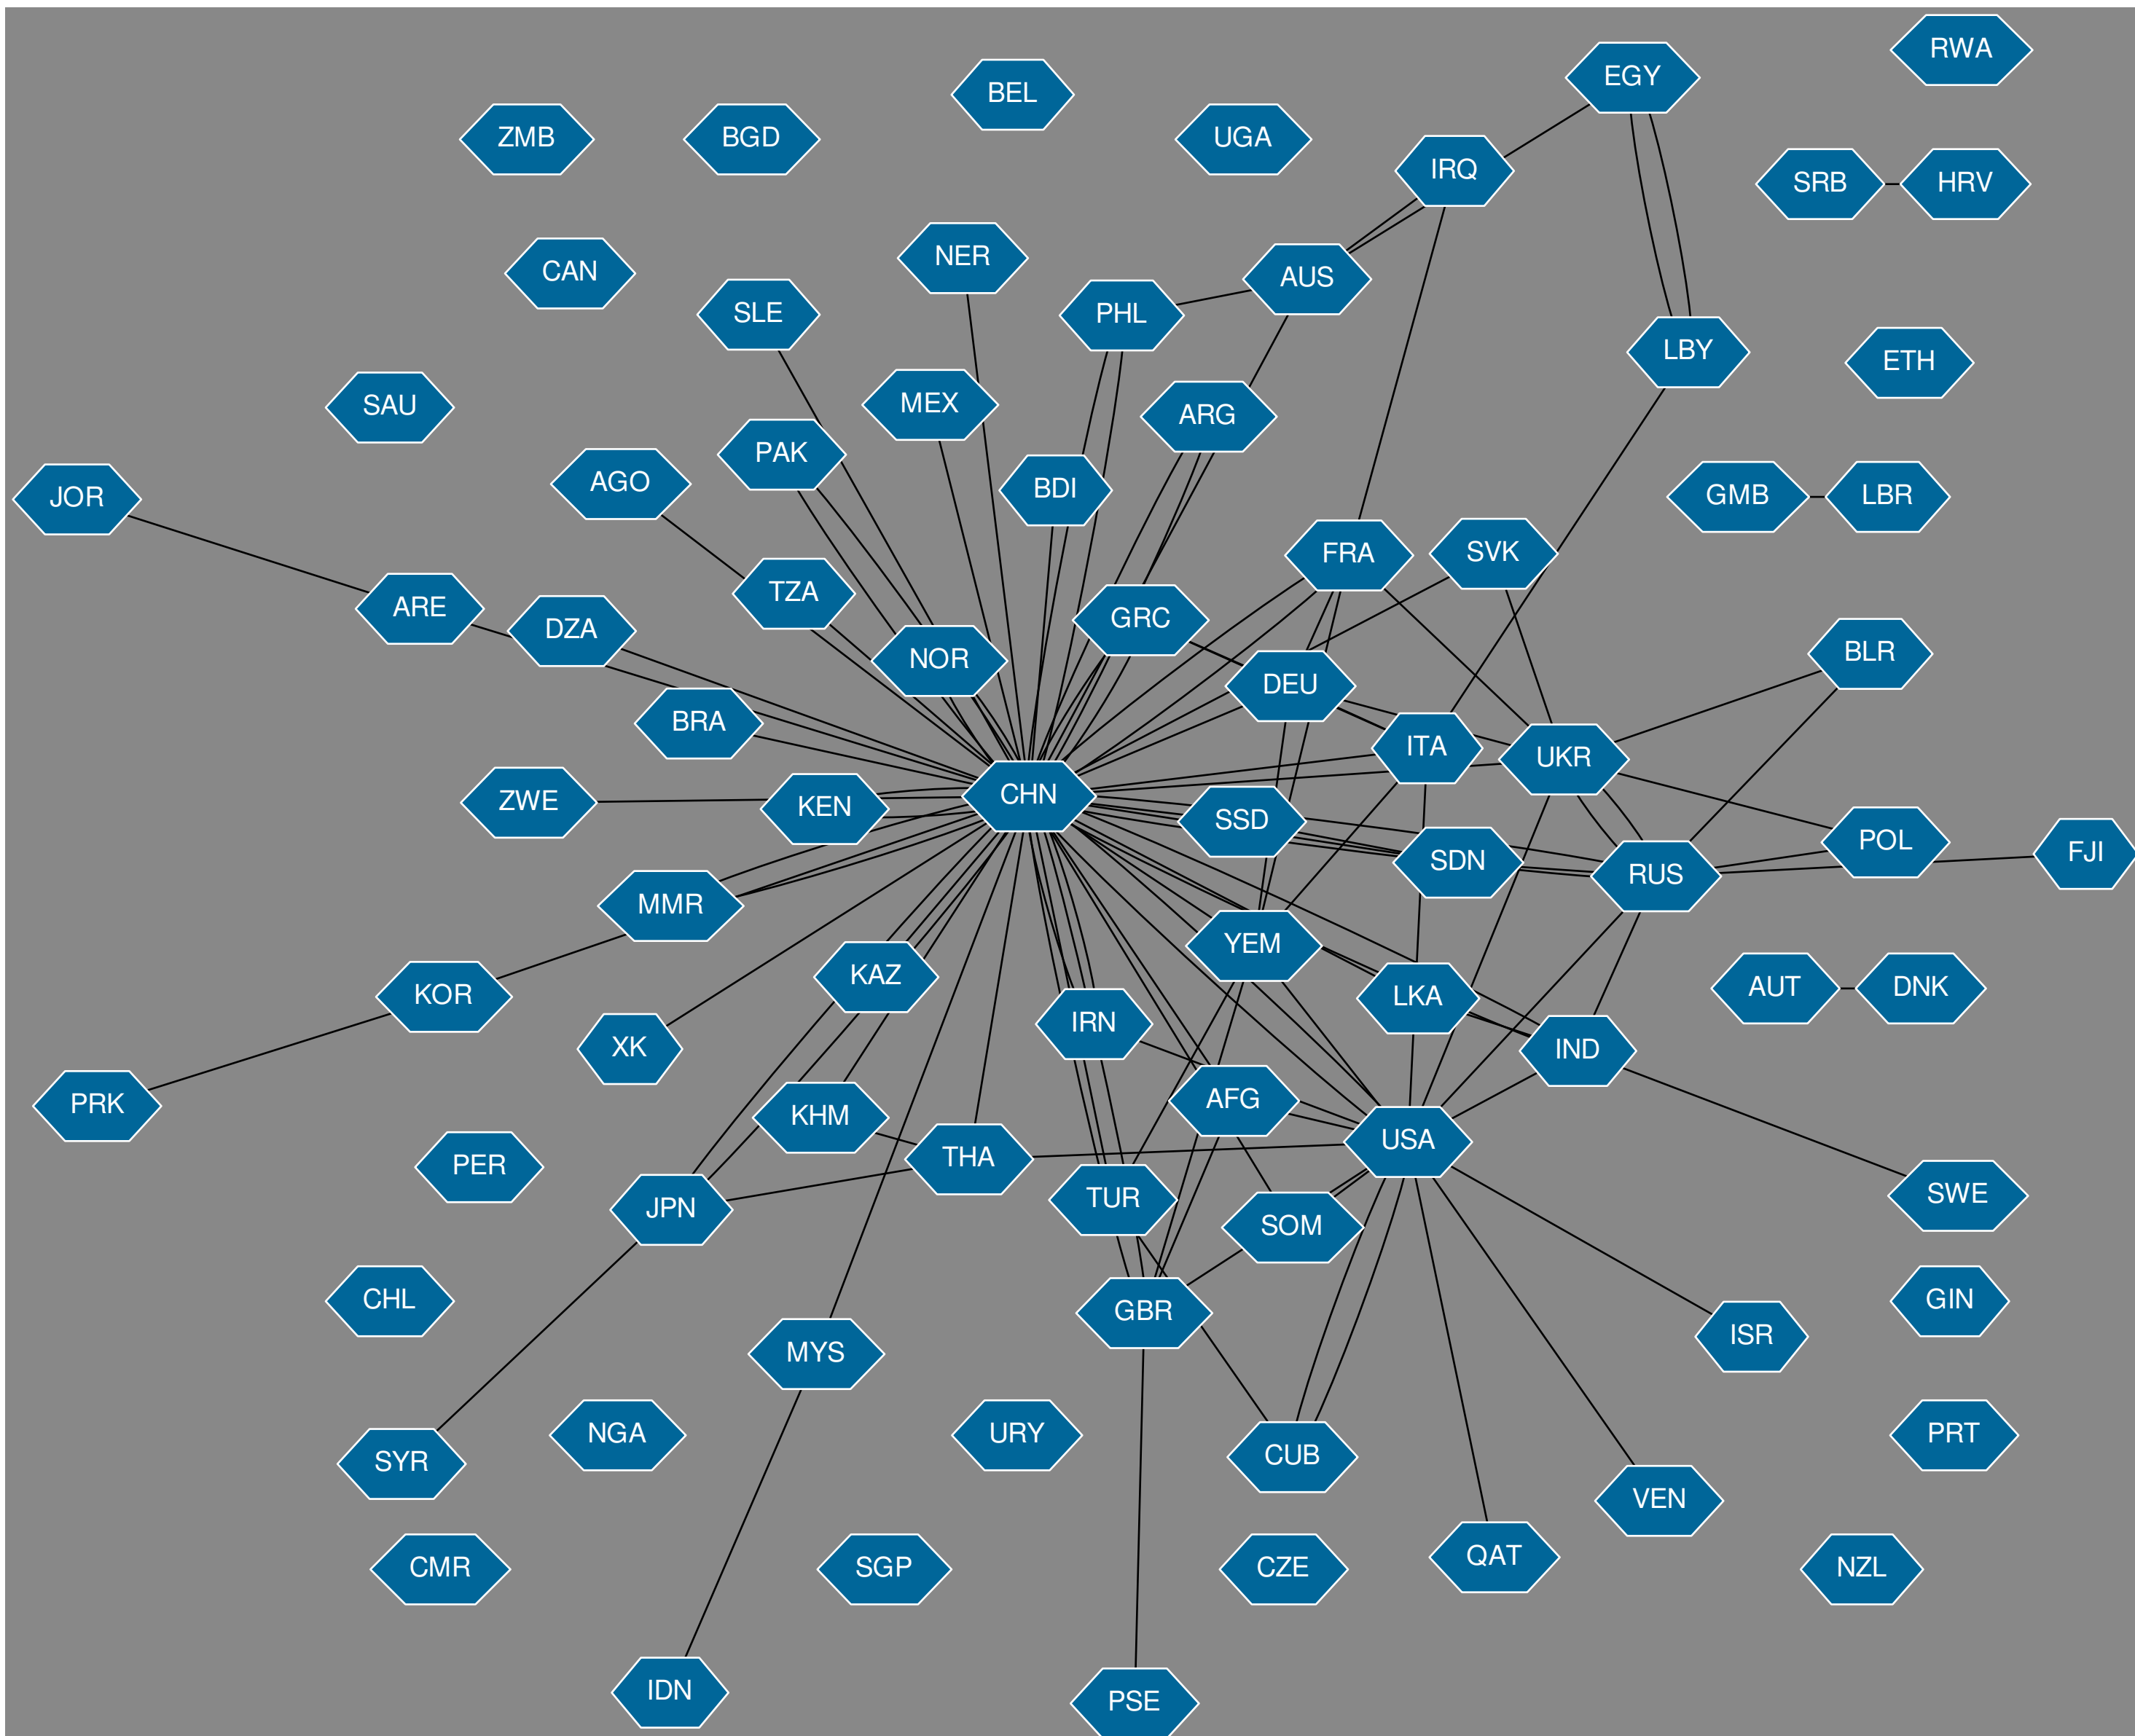 RWA
EGY
BEL
ZMB
BGD
UGA
IRQ
SRB
HRV
NER
CAN
AUS
SLE
PHL
LBY
ETH
SAU
MEX
ARG
PAK
AGO
BDI
JOR
GMB
LBR
FRA
SVK
TZA
ARE
DZA
GRC
NOR
DEU
BLR
BRA
ITA
UKR
ZWE
KEN
CHN
SSD
SDN
RUS
POL
FJI
MMR
YEM
KAZ
KOR
LKA
AUT
DNK
XK
IRN
IND
PRK
KHM
AFG
USA
PER
THA
JPN
TUR
SOM
SWE
CHL
GBR
GIN
ISR
MYS
NGA
URY
PRT
SYR
CUB
VEN
CMR
SGP
CZE
QAT
NZL
IDN
PSE